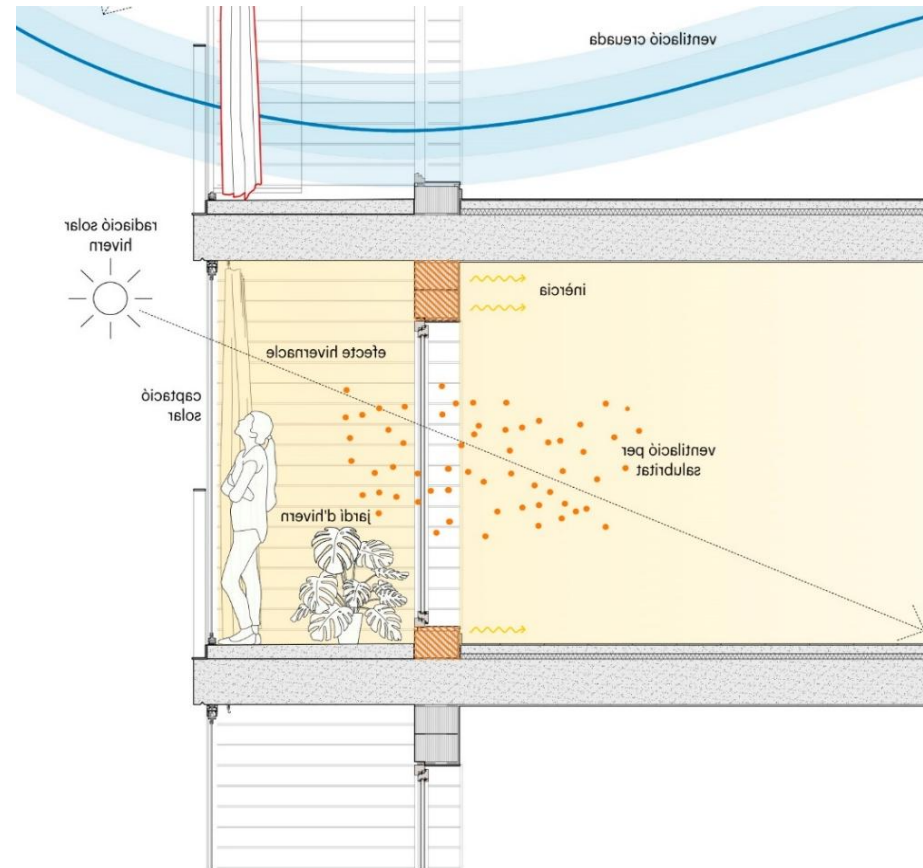 ventilació creuada
radiació solar
hivern
inèrcia
efecte hivernacle
captació
solar
ventilació per
salubritat
jardí d'hivern